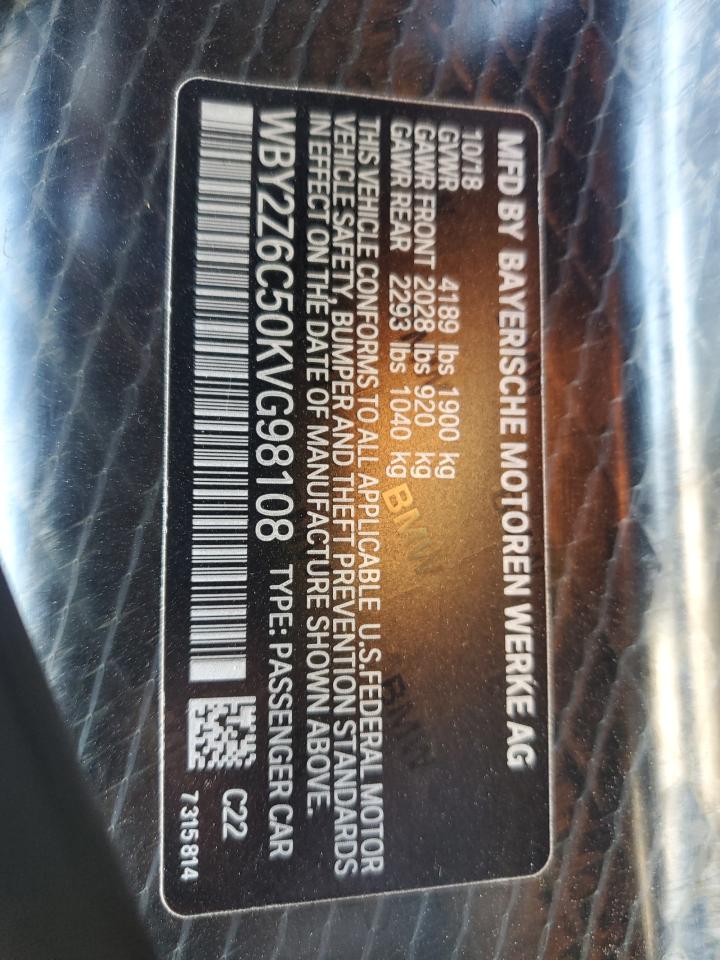 MFD BY BAYERISCHE MOTOREN WERKE AG
10/18
GVWR 4189 lbs 1900 kg
GAWR FRONT 2028 lbs 920 kg
GAWR REAR 2293 lbs 1040 kg
BMW
BMW
THIS VEHICLE CONFORMS TO ALL APPLICABLE U.S.FEDERAL MOTOR
VEHICLE SAFETY, BUMPER AND THEFT PREVENTION STANDARDS
IN EFFECT ON THE DATE OF MANUFACTURE SHOWN ABOVE.
WBY2Z6C50KVG98108 TYPE: PASSENGER CAR
C22
7 315 814